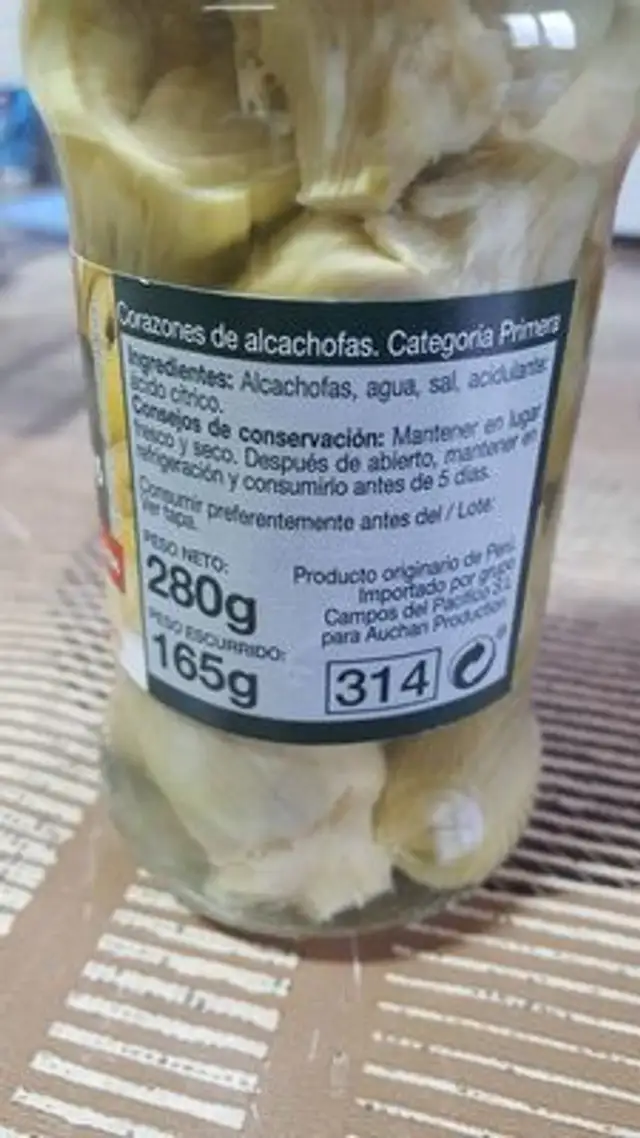 Corazones de alcachofas. Categoría Primera
Ingredientes: Alcachofas, agua, sal, acidulante:
ácido cítrico.
Consejos de conservación: Mantener en lugar
fresco y seco. Después de abierto, mantener en
refrigeración y consumirlo antes de 5 días.
Consumir preferentemente antes del / Lote:
Ver tapa.
PESO NETO:
280g
PESO ESCURRIDO:
165g
Producto originario de Perú.
Importado por grupo
Campos del Pacífico S.L.
para Auchan Production
314